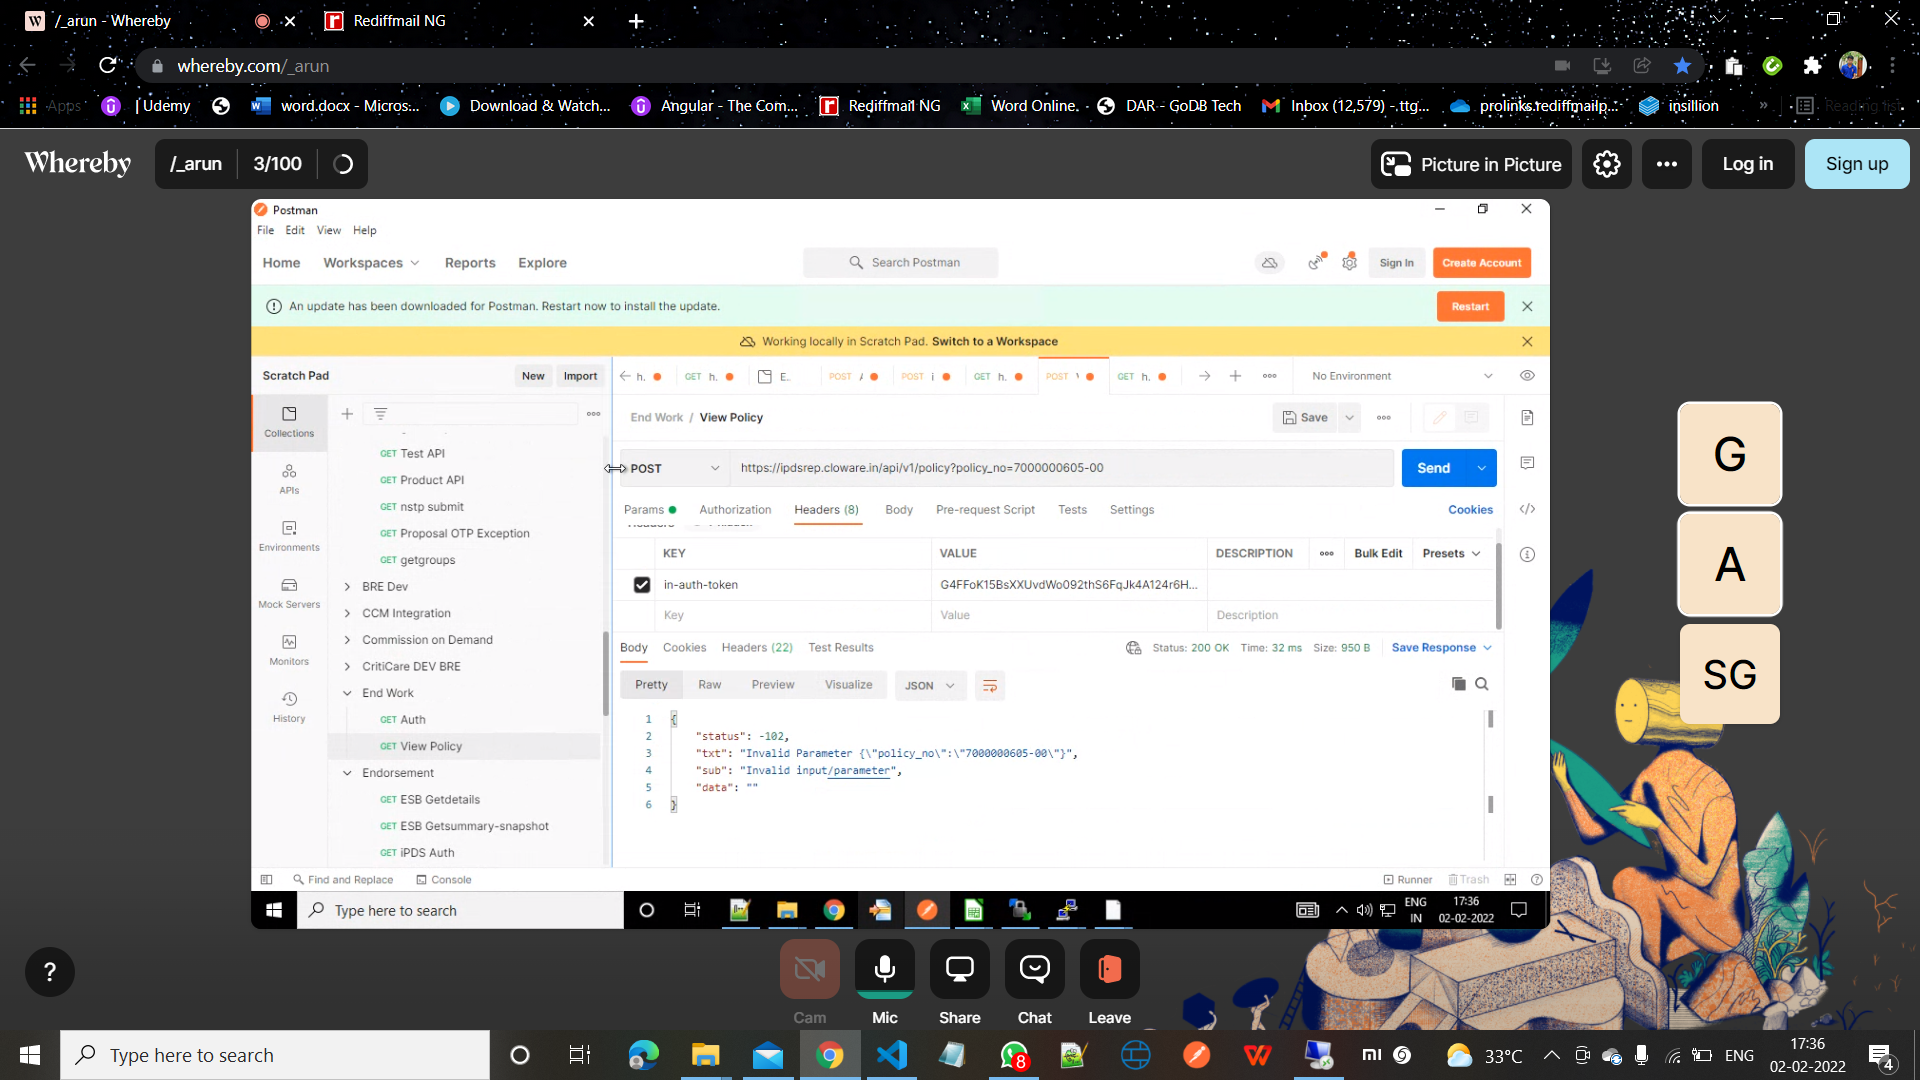 /_arun - Whereby
Rediffmail NG
whereby.com/_arun
Apps
| Udemy
word.docx - Micros...
Download & Watch...
Angular - The Com...
Rediffmail NG
Word Online.
DAR - GoDB Tech
Inbox (12,579) - .ttg...
prolinks.rediffmailp...
insillion
»
Reading list
Whereby
/_arun
3/100
Picture in Picture
Log in
Sign up
Postman
File Edit View Help
Home Workspaces Reports Explore
Search Postman
Sign In
Create Account
An update has been downloaded for Postman. Restart now to install the update.
Restart
Working locally in Scratch Pad. Switch to a Workspace
Scratch Pad
New
Import
h.
GET h.
E..
POST
POST i
GET h.
POST
GET h.
No Environment
Collections
APIs
Environments
Mock Servers
Monitors
History
GET Test API
GET Product API
GET nstp submit
GET Proposal OTP Exception
GET getgroups
BRE Dev
CCM Integration
Commission on Demand
CritiCare DEV BRE
End Work
GET Auth
GET View Policy
Endorsement
GET ESB Getdetails
GET ESB Getsummary-snapshot
GET iPDS Auth
End Work / View Policy
Save
POST
https://ipdsrep.cloware.in/api/v1/policy?policy_no=7000000605-00
Send
Params Authorization Headers (8) Body Pre-request Script Tests Settings
Cookies
KEY VALUE DESCRIPTION
Bulk Edit
Presets
in-auth-token G4FFoK15BsXXUvdWo092thS6FqJk4A124r6H...
Key Value Description
Body Cookies Headers (22) Test Results
Status: 200 OK Time: 32 ms Size: 950 B
Save Response
Pretty Raw Preview Visualize JSON
1 {
2 "status": -102,
3 "txt": "Invalid Parameter {\"policy_no\":\"7000000605-00\"}",
4 "sub": "Invalid input/parameter",
5 "data": ""
6 }
Find and Replace
Console
Runner
Trash
Type here to search
ENG
IN
17:36
02-02-2022
G
A
SG
?
Cam
Mic
Share
Chat
Leave
Type here to search
8
mi
33°C
ENG
17:36
02-02-2022
4